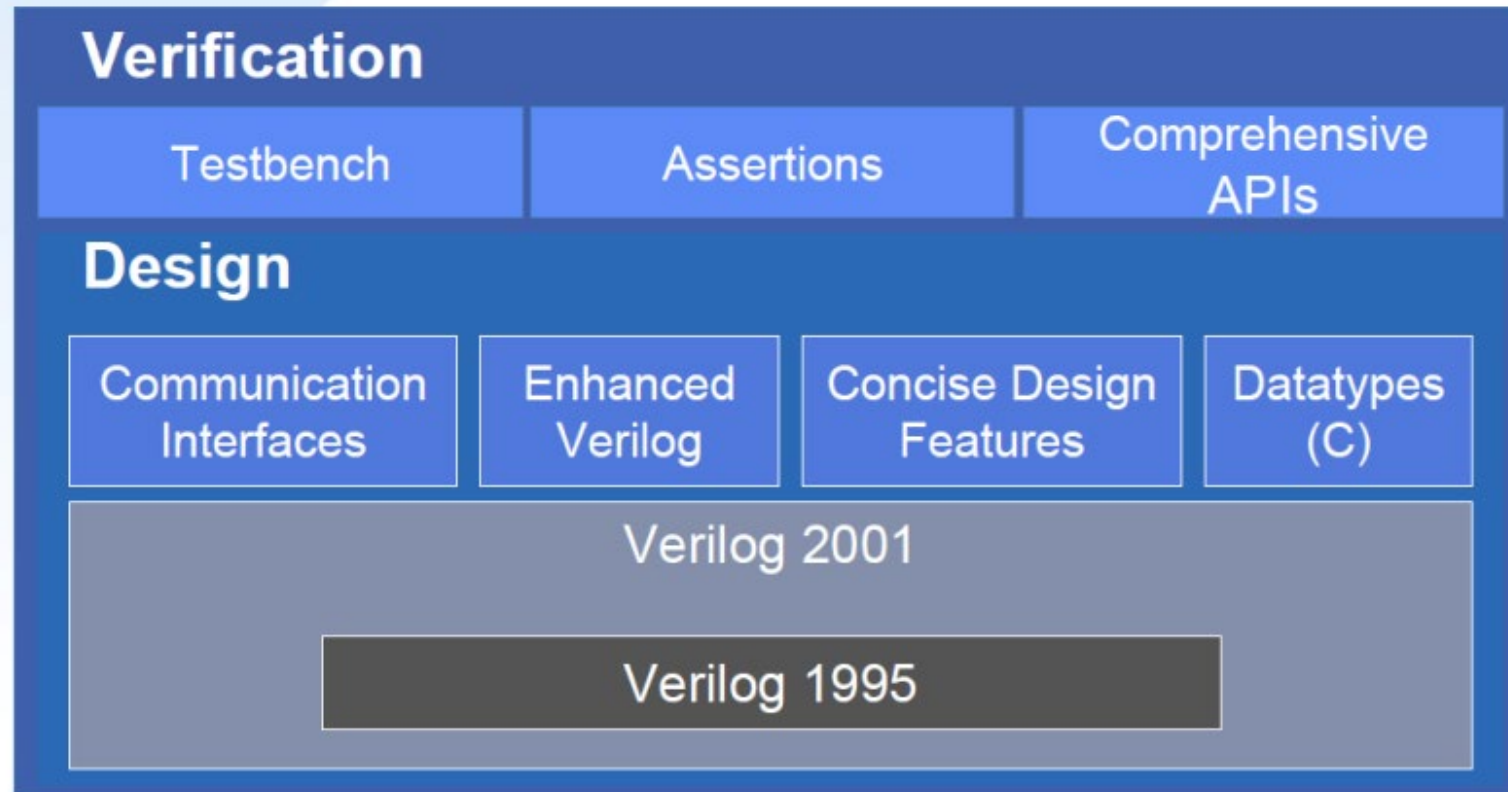 Verification
Testbench
Assertions
Comprehensive
APIs
Design
Communication
Interfaces
Enhanced
Verilog
Concise Design
Features
Datatypes
(C)
Verilog 2001
Verilog 1995